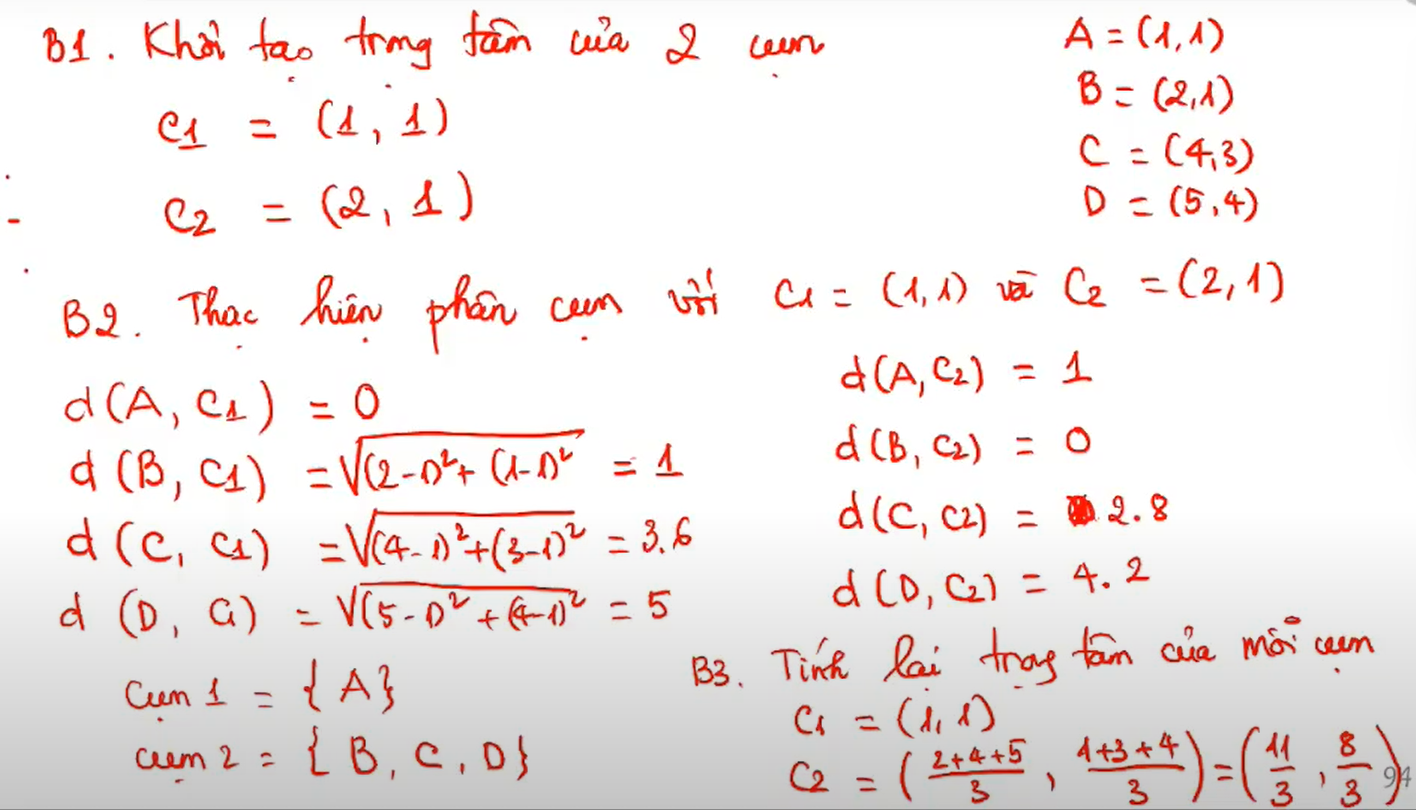 B1. Khởi tạo trọng tâm của 2 cụm
C1 = (1, 1)
C2 = (2, 1)
A = (1,1)
B = (2,1)
C = (4,3)
D = (5,4)
B2. Thực hiện phân cụm với C1 = (1,1) và C2 = (2,1)
d(A, C1) = 0
d(B, C1) = √(2-1)²+(1-1)² = 1
d(C, C1) = √(4-1)²+(3-1)² = 3.6
d(D, C1) = √(5-1)²+(4-1)² = 5
Cụm 1 = {A}
Cụm 2 = {B, C, D}
d(A, C2) = 1
d(B, C2) = 0
d(C, C2) = 2.8
d(D, C2) = 4.2
B3. Tính lại trọng tâm của mỗi cụm
C1 = (1, 1)
C2 = (2+4+5/3, 1+3+4/3) = (11/3, 8/3)
94